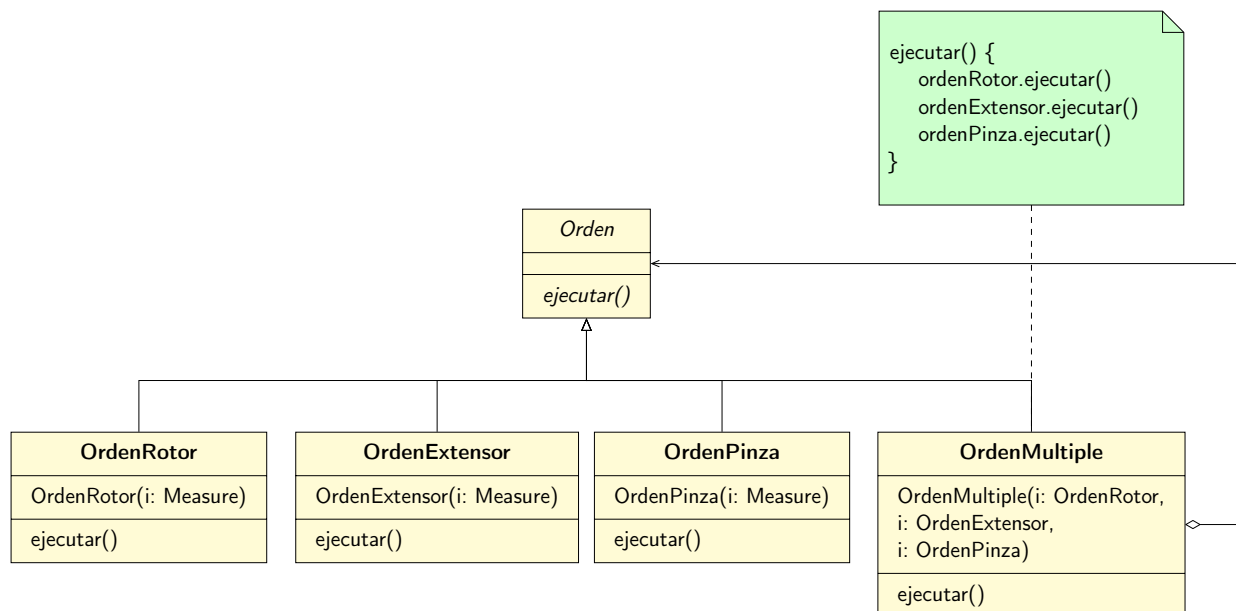 ejecutar() {
ordenRotor.ejecutar()
ordenExtensor.ejecutar()
ordenPinza.ejecutar()
}
Orden
ejecutar()
OrdenRotor
OrdenRotor(i: Measure)
ejecutar()
OrdenExtensor
OrdenExtensor(i: Measure)
ejecutar()
OrdenPinza
OrdenPinza(i: Measure)
ejecutar()
OrdenMultiple
OrdenMultiple(i: OrdenRotor,
i: OrdenExtensor,
i: OrdenPinza)
ejecutar()